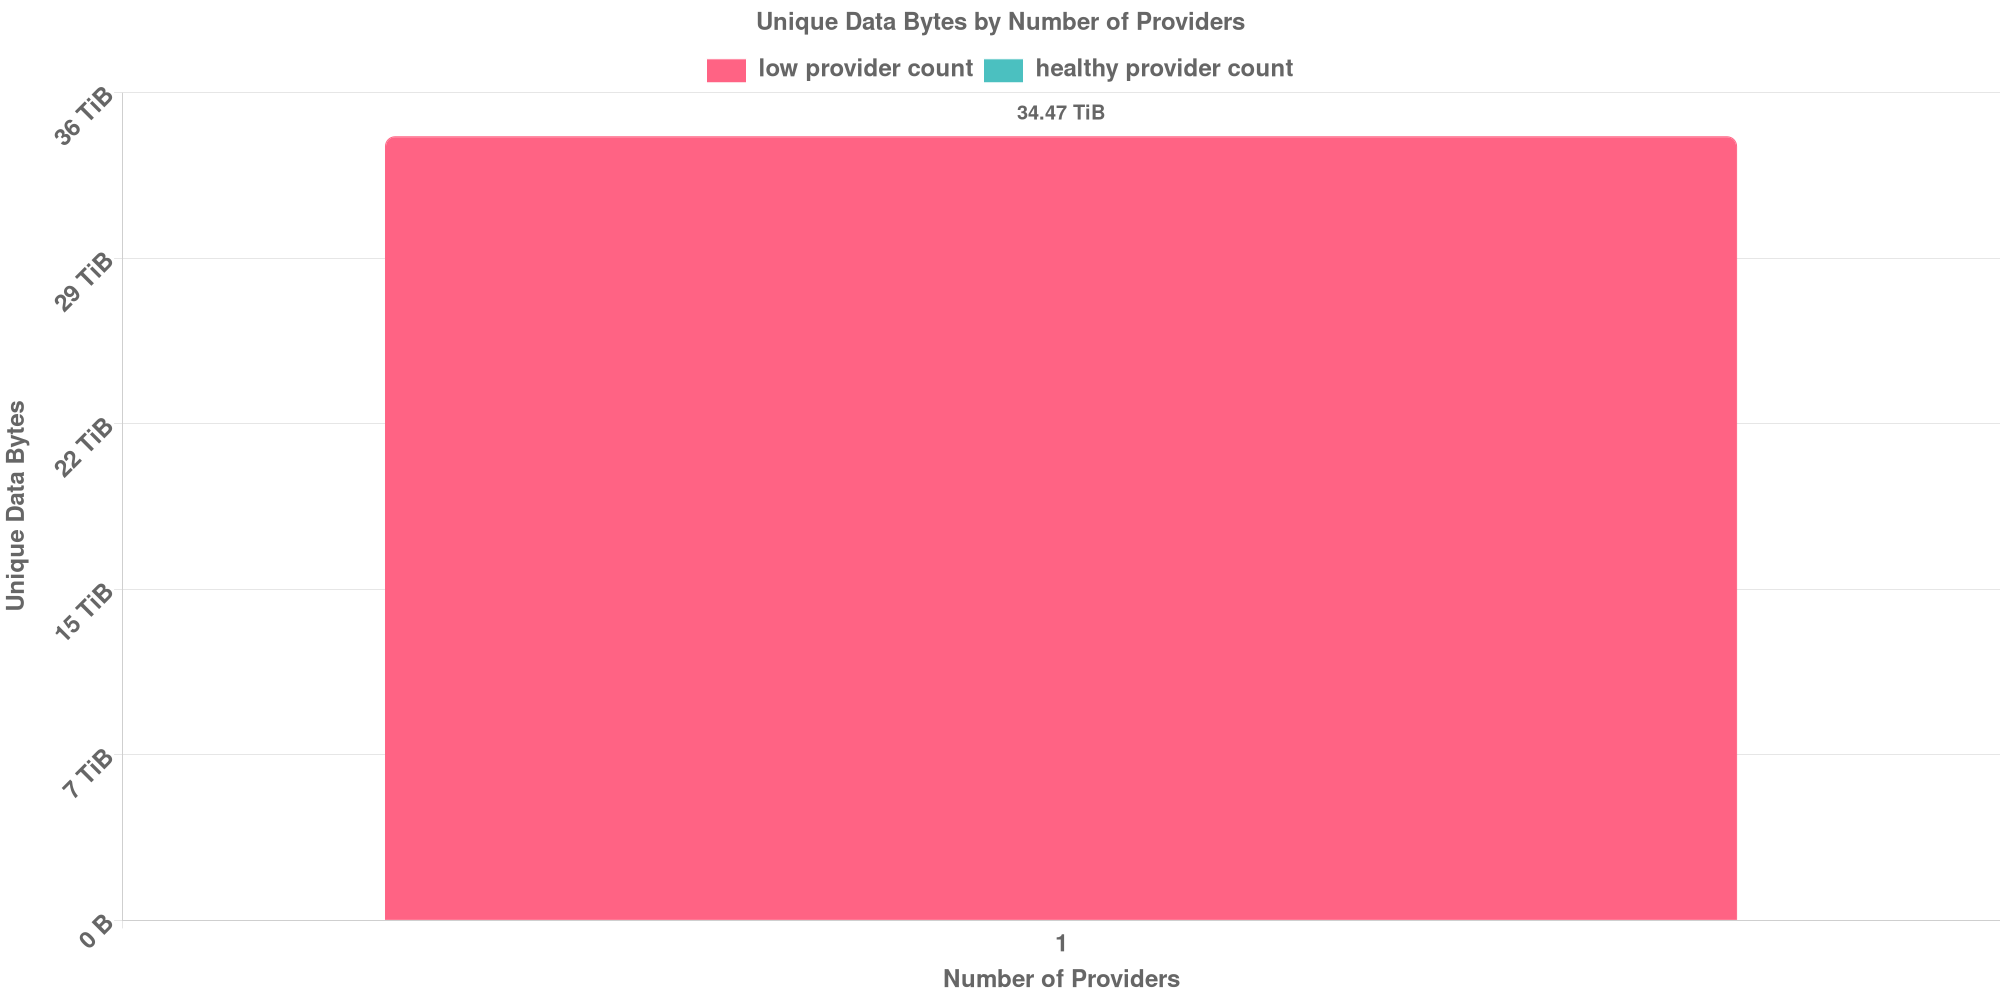 Unique Data Bytes by Number of Providers
low provider count
healthy provider count
36 TiB
34.47 TiB
29 TiB
22 TiB
15 TiB
7 TiB
0 B
Unique Data Bytes
1
Number of Providers